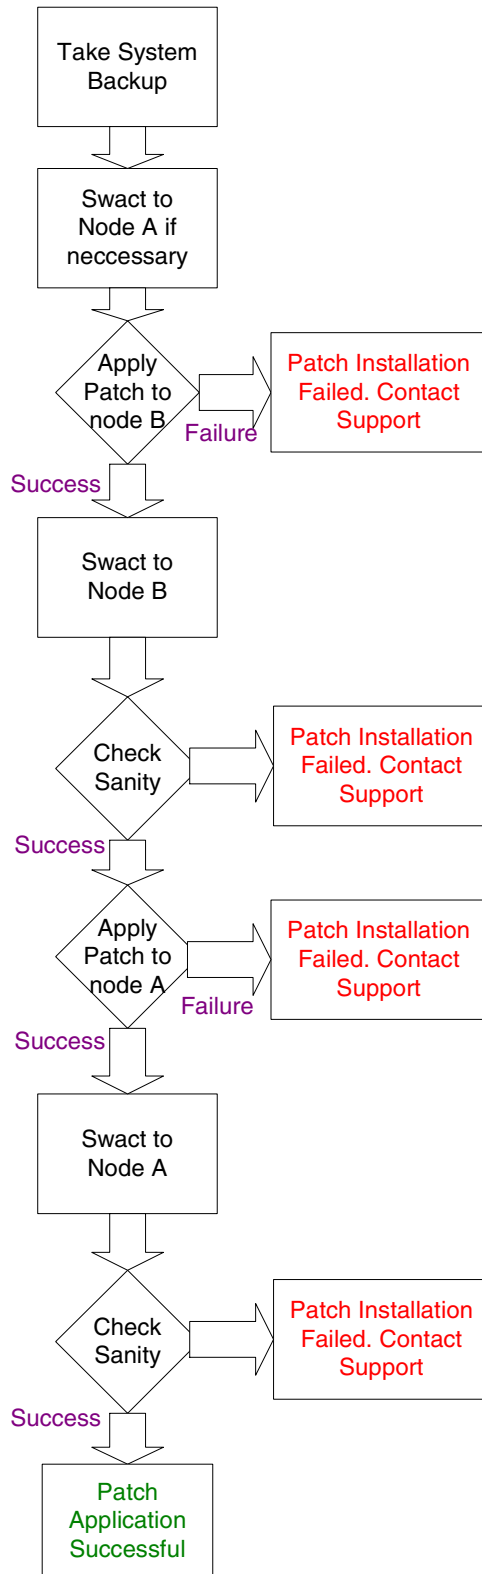 Take System
Backup
Swact to
Node A if
neccessary
Apply
Patch to
node B
Patch Installation
Failed. Contact
Support
Failure
Success
Swact to
Node B
Check
Sanity
Patch Installation
Failed. Contact
Support
Success
Apply
Patch to
node A
Patch Installation
Failed. Contact
Support
Failure
Success
Swact to
Node A
Check
Sanity
Patch Installation
Failed. Contact
Support
Success
Patch
Application
Successful